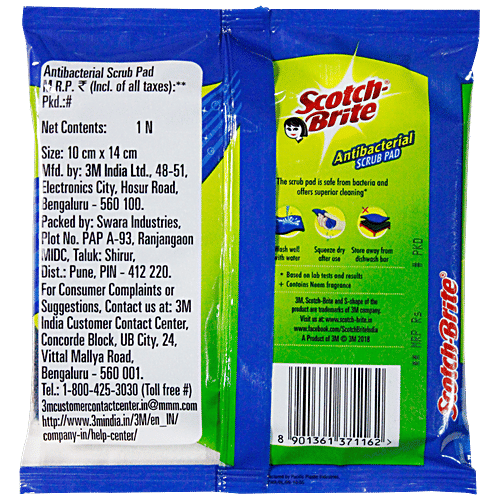 Antibacterial Scrub Pad
M R.P. ₹ (Incl. of all taxes):**
Pkd.:#
Net Contents: 1 N
Size: 10 cm x 14 cm
Mfd. by: 3M India Ltd., 48-51,
Electronics City, Hosur Road,
Bengaluru - 560 100.
Packed by: Swara Industries,
Plot No. PAP A-93, Ranjangaon
MIDC, Taluk: Shirur,
Dist.: Pune, PIN - 412 220.
For Consumer Complaints or
Suggestions, Contact us at: 3M
India Customer Contact Center,
Concorde Block, UB City, 24,
Vittal Mallya Road,
Bengaluru - 560 001.
Tel.: 1-800-425-3030 (Toll free#)
3mcustomercontactcenter.in@mmm.com
http://www.3mindia.in/3M/en_IN/
company-in/help-center/
Scotch-
Brite
Antibacterial
SCRUB PAD
The scrub pad is safe from bacteria and
offers superior cleaning*
Wash well
with water
Squeeze dry
after use
Store away from
dishwash bar
* Based on lab tests and results
+ Contains Neem fragrance
3M, Scotch-Brite and S-shape of the
product are trademarks of 3M company.
Visit us at: www.scotch-brite.in
www.facebook.com/ScotchBriteIndia
A Product of 3M © 3M 2018
8 901361 371162 >
PKD
MRP. Rs
Scotch-Brite